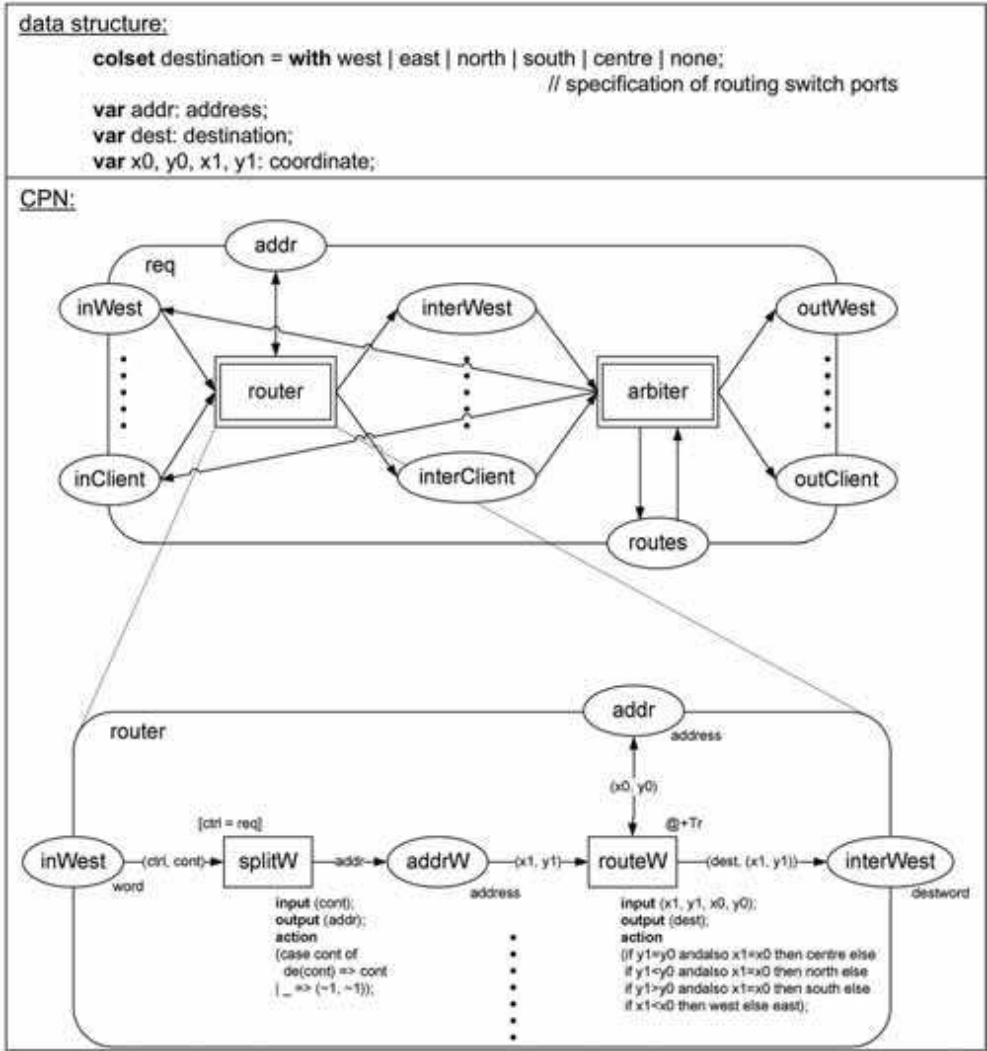 data structure:
colset destination = with west | east | north | south | centre | none;
// specification of routing switch ports
var addr: address;
var dest: destination;
var x0, y0, x1, y1: coordinate;
CPN:
addr
req
inWest
interWest
outWest
router
arbiter
inClient
interClient
outClient
routes
addr
router
address
(x0, y0)
[ctrl = req]
@+Tr
inWest
(ctrl, cont)
splitW
addr
addrW
(x1, y1)
routeW
(dest, (x1, y1))
interWest
word
address
destword
input (cont);
output (addr);
action
(case cont of
de(cont) => cont
| _ => (~1, ~1));
input (x1, y1, x0, y0);
output (dest);
action
(if y1=y0 andalso x1=x0 then centre else
if y1<y0 andalso x1=x0 then north else
if y1>y0 andalso x1=x0 then south else
if x1<x0 then west else east);